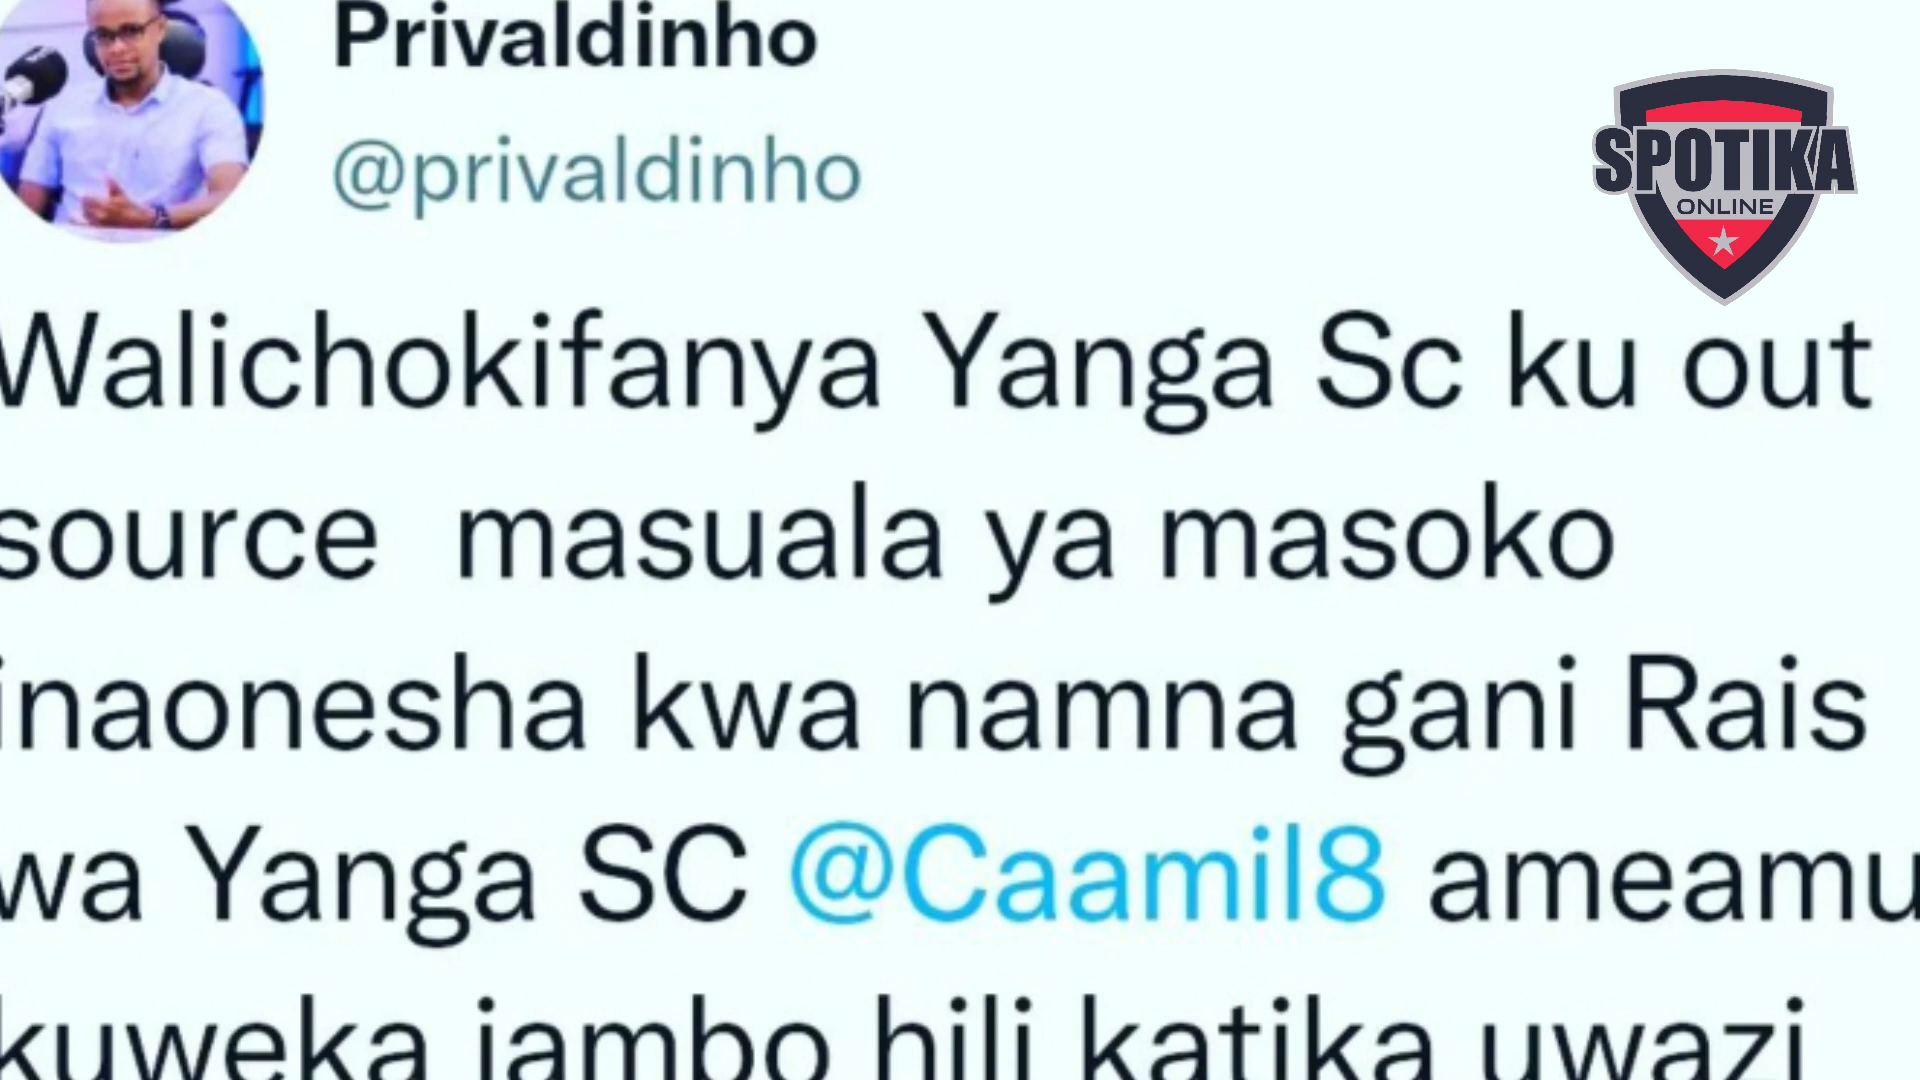 Privaldinho
@privaldinho
SPOTIKA
ONLINE
Walichokifanya Yanga Sc ku out
source masuala ya masoko
inaonesha kwa namna gani Rais
wa Yanga SC @Caamil8 ameamu
kuweka jambo hili katika uwazi